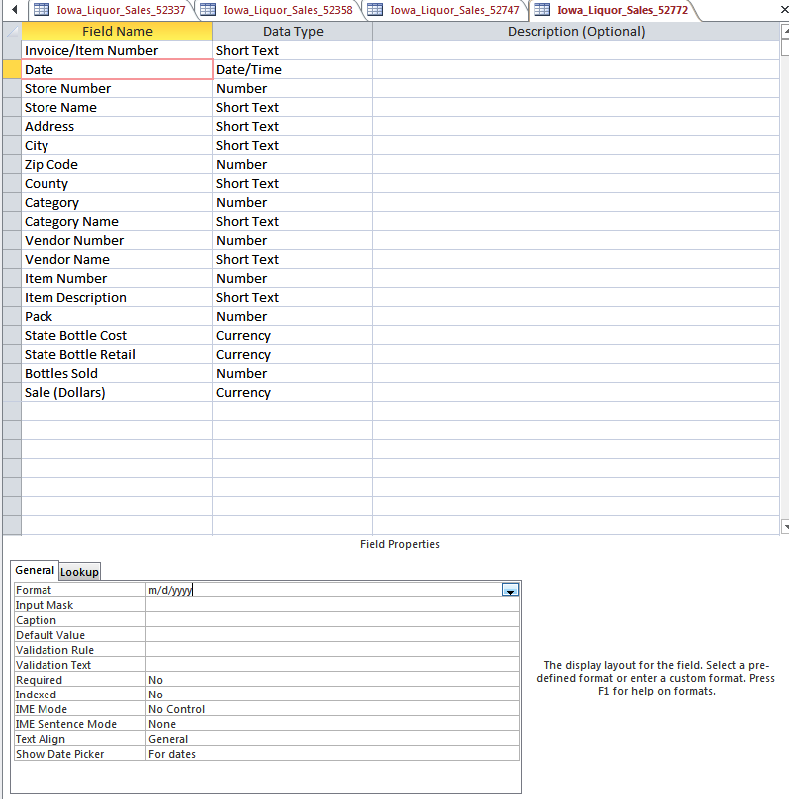 Iowa_Liquor_Sales_52337 Iowa_Liquor_Sales_52358 Iowa_Liquor_Sales_52747 Iowa_Liquor_Sales_52772
Field Name Data Type Description (Optional)
Invoice/Item Number Short Text
Date Date/Time
Store Number Number
Store Name Short Text
Address Short Text
City Short Text
Zip Code Number
County Short Text
Category Number
Category Name Short Text
Vendor Number Number
Vendor Name Short Text
Item Number Number
Item Description Short Text
Pack Number
State Bottle Cost Currency
State Bottle Retail Currency
Bottles Sold Number
Sale (Dollars) Currency
Field Properties
General Lookup
Format m/d/yyyy
Input Mask
Caption
Default Value
Validation Rule
Validation Text
Required No
Indexed No
IME Mode No Control
IME Sentence Mode None
Text Align General
Show Date Picker For dates
The display layout for the field. Select a pre-
defined format or enter a custom format. Press
F1 for help on formats.